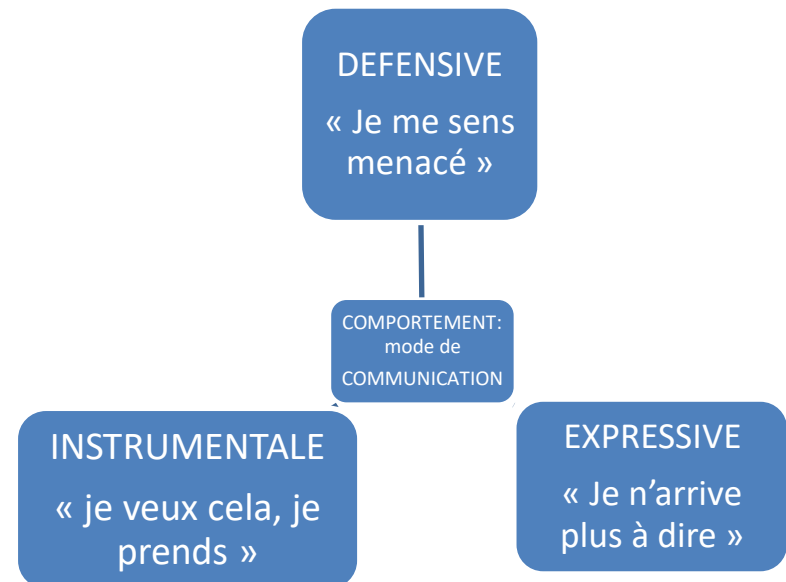 DEFENSIVE
« Je me sens
menacé »
COMPORTEMENT:
mode de
COMMUNICATION
INSTRUMENTALE
« je veux cela, je
prends »
EXPRESSIVE
« Je n’arrive
plus à dire »